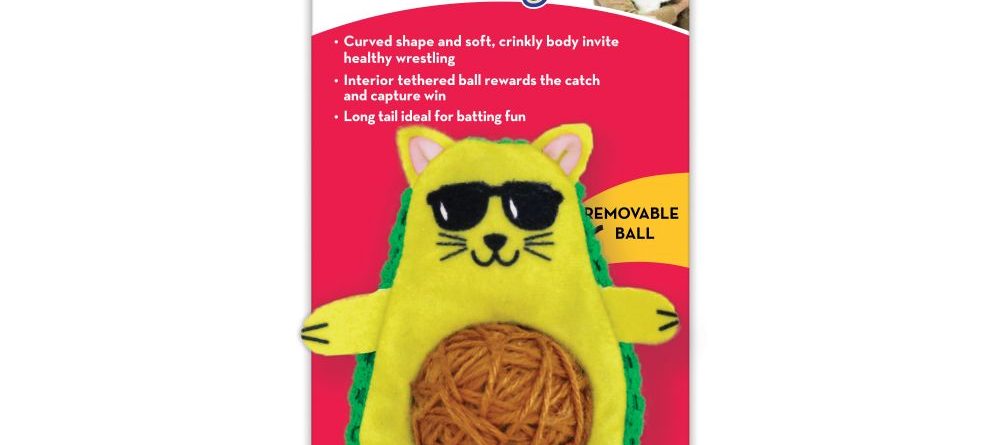 • Curved shape and soft, crinkly body invite
healthy wrestling
• Interior tethered ball rewards the catch
and capture win
• Long tail ideal for batting fun
REMOVABLE
BALL